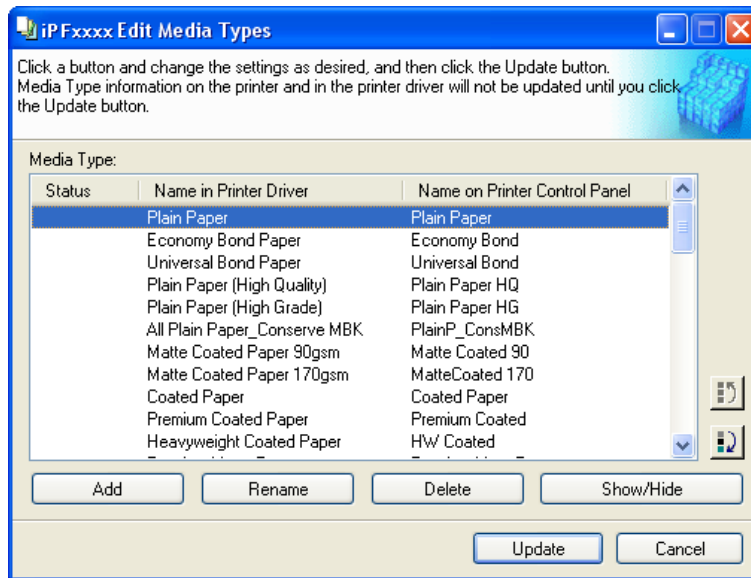 iPFxxxx Edit Media Types
Click a button and change the settings as desired, and then click the Update button.
Media Type information on the printer and in the printer driver will not be updated until you click
the Update button.
Media Type:
Status Name in Printer Driver Name on Printer Control Panel
Plain Paper Plain Paper
Economy Bond Paper Economy Bond
Universal Bond Paper Universal Bond
Plain Paper (High Quality) Plain Paper HQ
Plain Paper (High Grade) Plain Paper HG
All Plain Paper_Conserve MBK PlainP_ConsMBK
Matte Coated Paper 90gsm Matte Coated 90
Matte Coated Paper 170gsm MatteCoated 170
Coated Paper Coated Paper
Premium Coated Paper Premium Coated
Heavyweight Coated Paper HW Coated
Add Rename Delete Show/Hide
Update Cancel